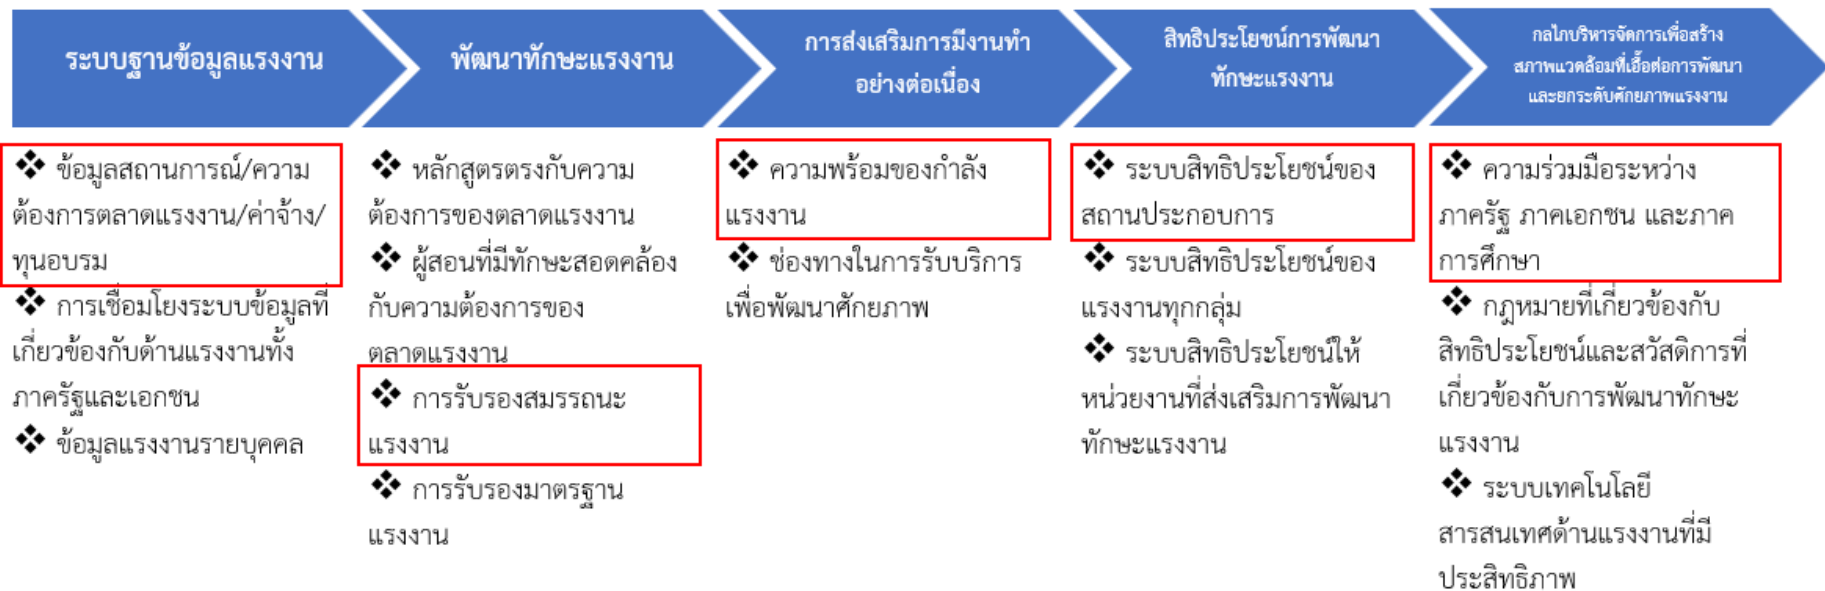 ระบบฐานข้อมูลแรงงาน
❖ ข้อมูลสถานการณ์/ความ
ต้องการตลาดแรงงาน/ค่าจ้าง/
ทุนอบรม
❖ การเชื่อมโยงระบบข้อมูลที่
เกี่ยวข้องกับด้านแรงงานทั้ง
ภาครัฐและเอกชน
❖ ข้อมูลแรงงานรายบุคคล
พัฒนาทักษะแรงงาน
❖ หลักสูตรตรงกับความ
ต้องการของตลาดแรงงาน
❖ ผู้สอนที่มีทักษะสอดคล้อง
กับความต้องการของ
ตลาดแรงงาน
❖ การรับรองสมรรถนะ
แรงงาน
❖ การรับรองมาตรฐาน
แรงงาน
การส่งเสริมการมีงานทำ
อย่างต่อเนื่อง
❖ ความพร้อมของกำลัง
แรงงาน
❖ ช่องทางในการรับบริการ
เพื่อพัฒนาศักยภาพ
สิทธิประโยชน์การพัฒนา
ทักษะแรงงาน
❖ ระบบสิทธิประโยชน์ของ
สถานประกอบการ
❖ ระบบสิทธิประโยชน์ของ
แรงงานทุกกลุ่ม
❖ ระบบสิทธิประโยชน์ให้
หน่วยงานที่ส่งเสริมการพัฒนา
ทักษะแรงงาน
กลไกบริหารจัดการเพื่อสร้าง
สภาพแวดล้อมที่เอื้อต่อการพัฒนา
และยกระดับศักยภาพแรงงาน
❖ ความร่วมมือระหว่าง
ภาครัฐ ภาคเอกชน และภาค
การศึกษา
❖ กฎหมายที่เกี่ยวข้องกับ
สิทธิประโยชน์และสวัสดิการที่
เกี่ยวข้องกับการพัฒนาทักษะ
แรงงาน
❖ ระบบเทคโนโลยี
สารสนเทศด้านแรงงานที่มี
ประสิทธิภาพ